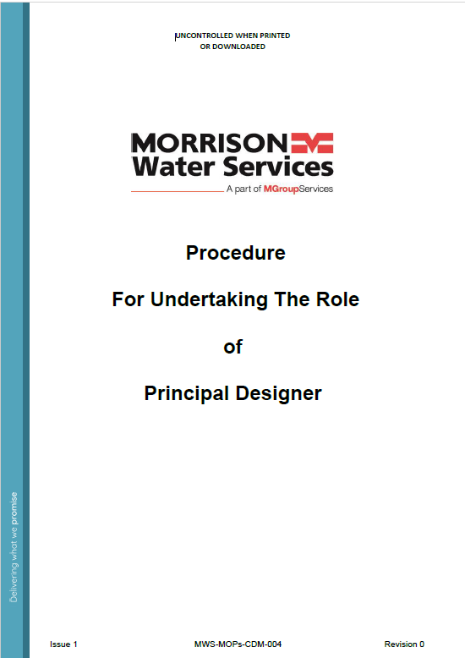 UNCONTROLLED WHEN PRINTED
OR DOWNLOADED
MORRISON
Water Services
A part of MGroupServices
Procedure
For Undertaking The Role
of
Principal Designer
Delivering what we promise
Issue 1 MWS-MOPs-CDM-004 Revision 0